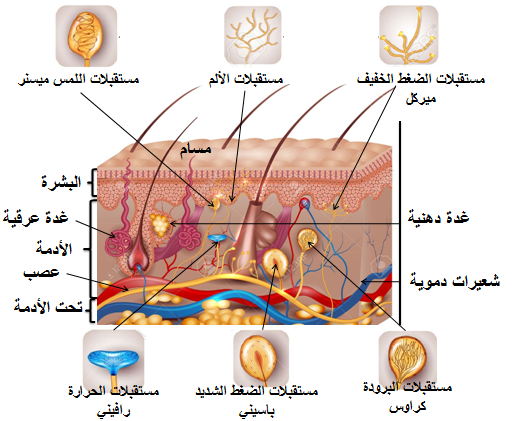 مستقبلات اللمس ميسنر
مستقبلات الألم
مستقبلات الضغط الخفيف
ميركل
مسام
البشرة
غدة عرقية
غدة دهنية
الأدمة
عصب
شعيرات دموية
تحت الأدمة
مستقبلات الحرارة
رافيني
مستقبلات الضغط الشديد
باسيني
مستقبلات البرودة
كراوس